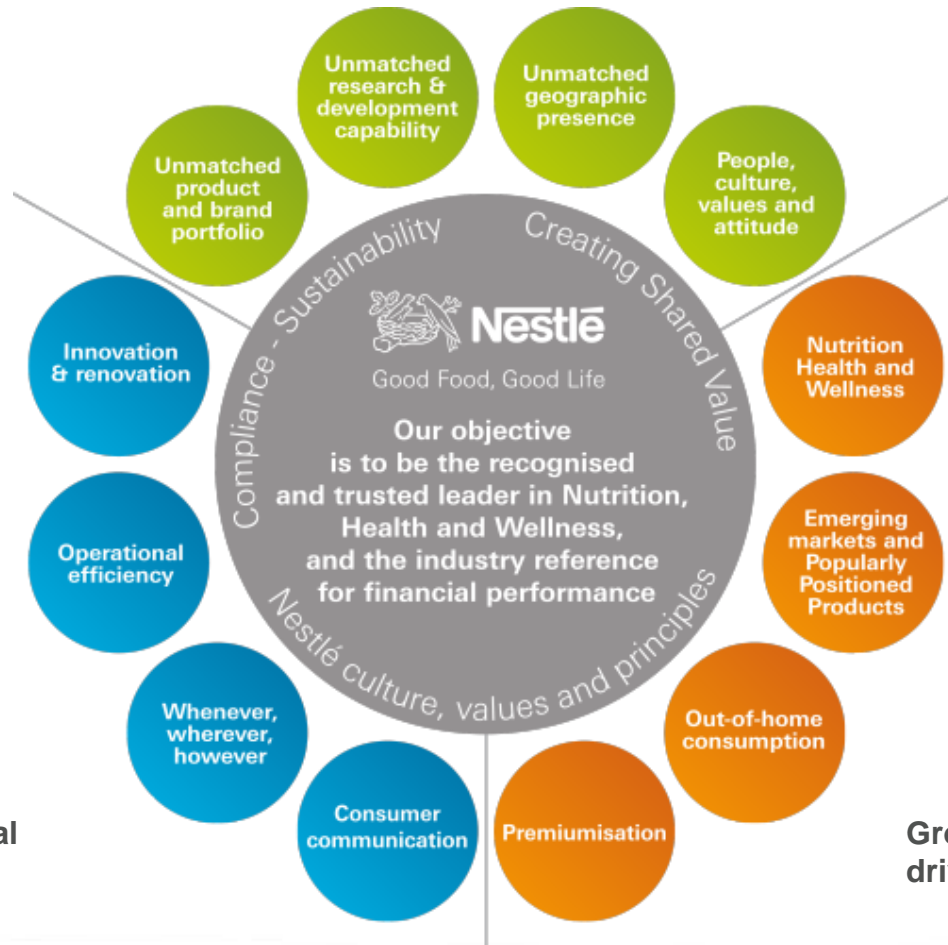 Unmatched
research &
development
capability
Unmatched
geographic
presence
Unmatched
product
and brand
portfolio
People,
culture,
values and
attitude
Compliance - Sustainability
Creating Shared Value
Nestlé
Good Food, Good Life
Our objective
is to be the recognised
and trusted leader in Nutrition,
Health and Wellness,
and the industry reference
for financial performance
Nestlé culture, values and principles
Innovation
& renovation
Nutrition
Health and
Wellness
Operational
efficiency
Emerging
markets and
Popularly
Positioned
Products
Whenever,
wherever,
however
Out-of-home
consumption
Consumer
communication
Premiumisation
al
Gro
dri